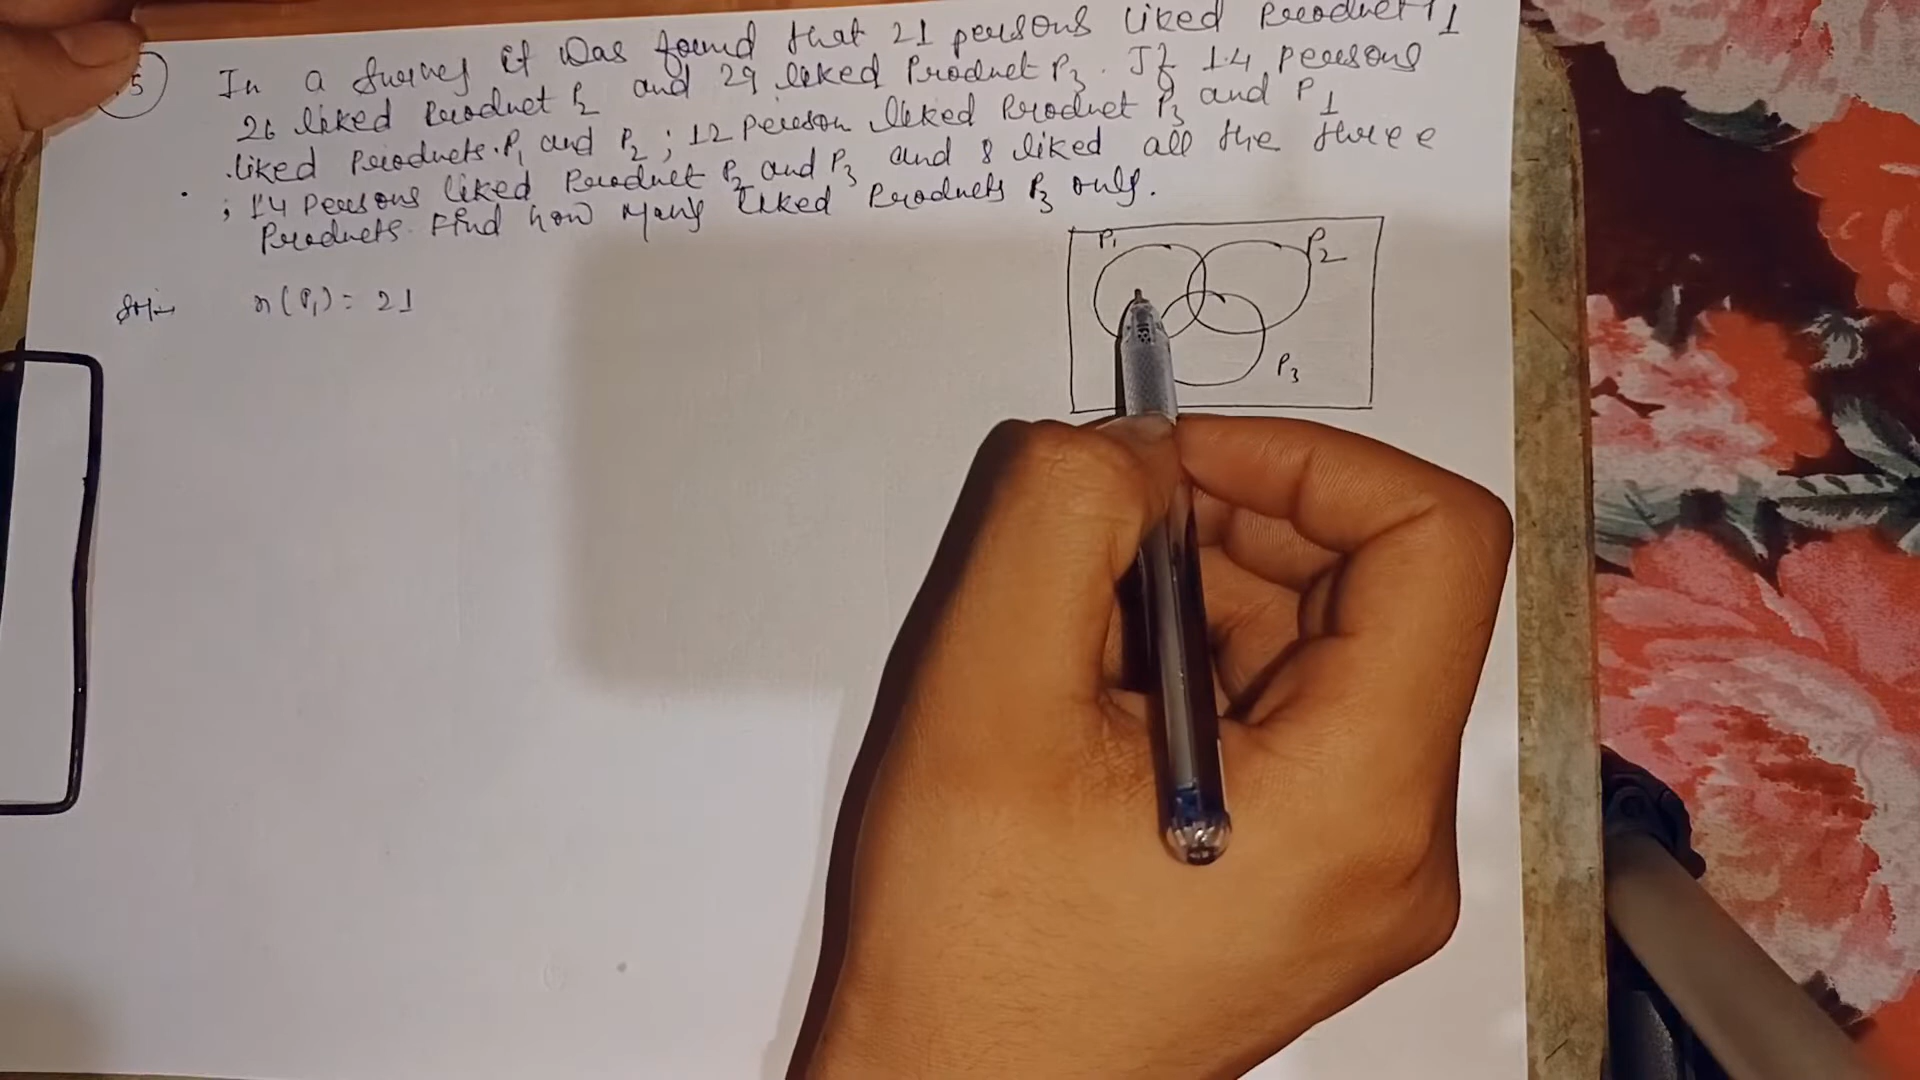 5
In a survey it was found that 21 persons liked Product P1
26 liked Product P2 and 29 liked Product P3. If 14 persons
liked Products P1 and P2; 12 person liked Product P3 and P1
; 14 persons liked Product P2 and P3 and 8 liked all the three
Products. Find how many liked Products P3 only.
P1
P2
Sol:-
n(P1) = 21
P3